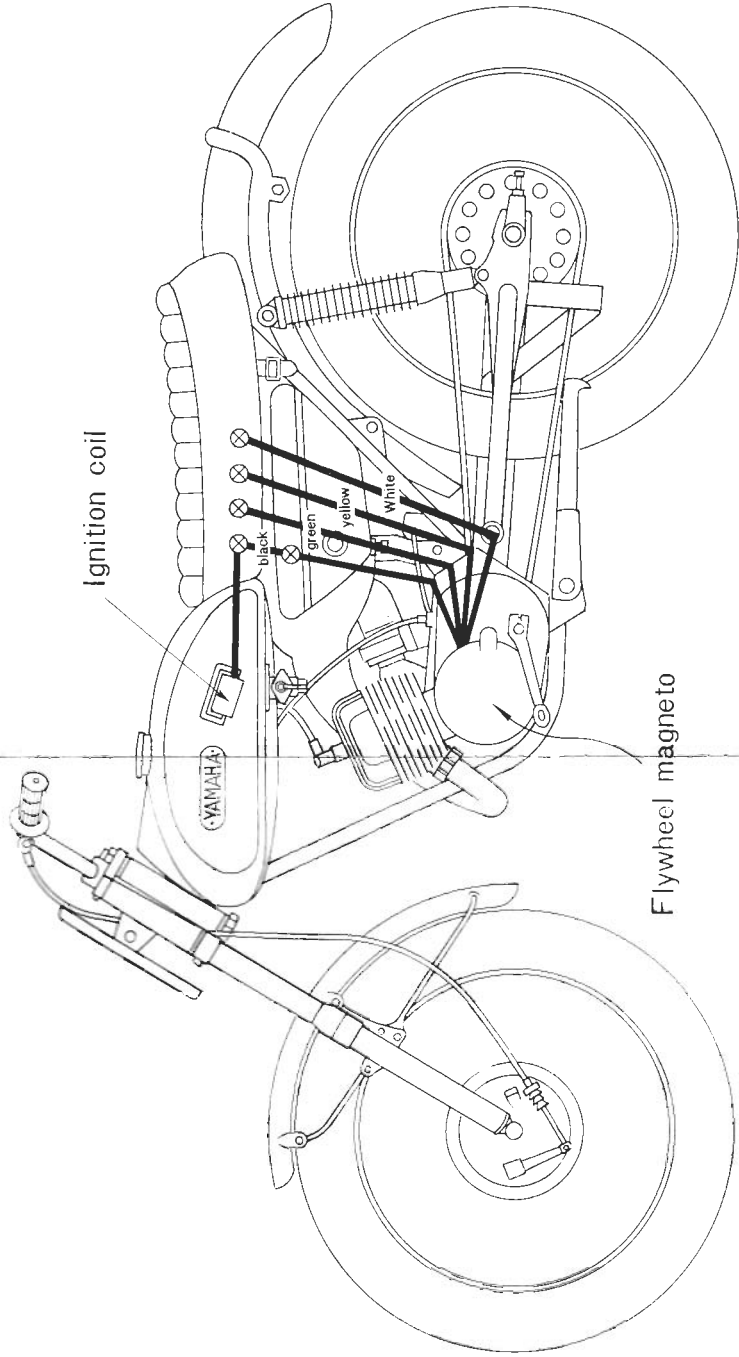 Ignition coil
YAMAHA
black
green
yellow
White
Flywheel magneto